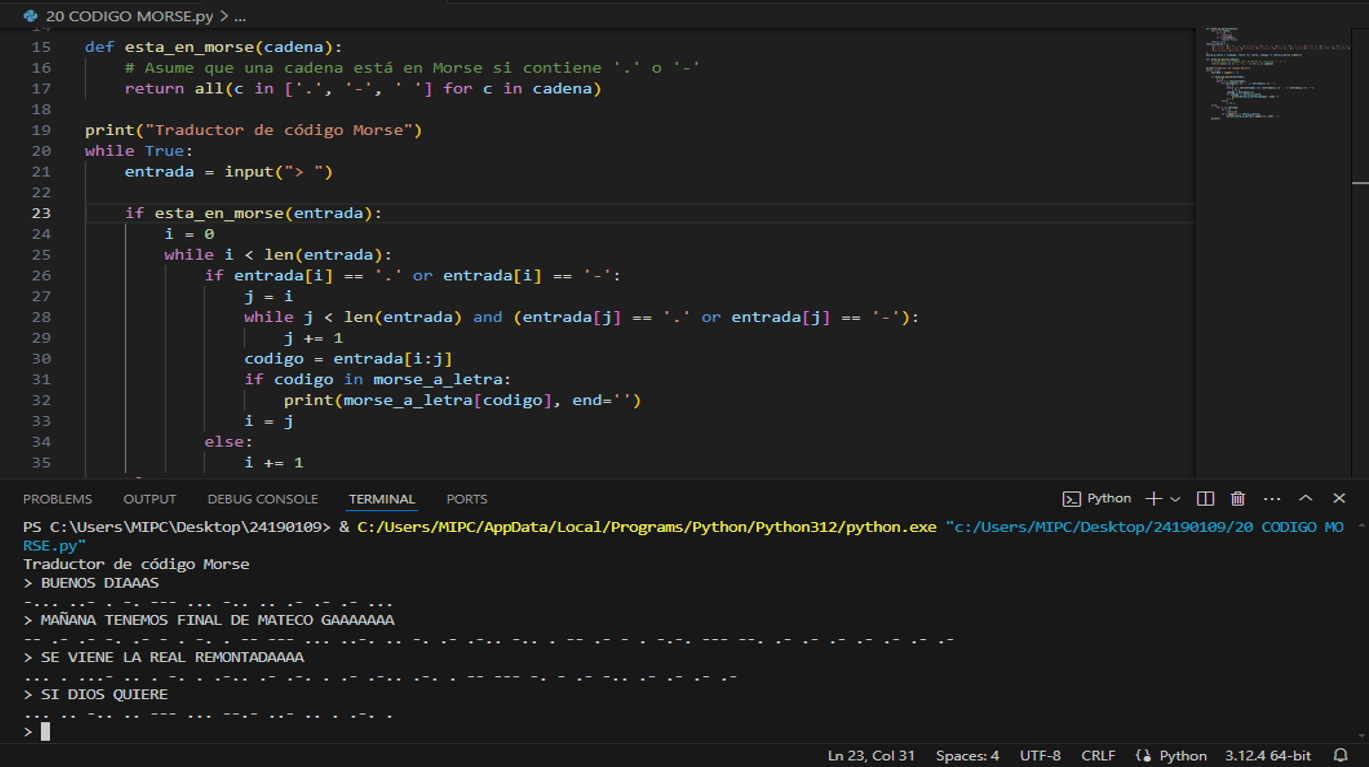 20 CODIGO MORSE.py > ...
15 def esta_en_morse(cadena):
16 # Asume que una cadena está en Morse si contiene '.' o '-'
17 return all(c in ['.', '-', ' '] for c in cadena)
18
19 print("Traductor de código Morse")
20 while True:
21 entrada = input("> ")
22
23 if esta_en_morse(entrada):
24 i = 0
25 while i < len(entrada):
26 if entrada[i] == '.' or entrada[i] == '-':
27 j = i
28 while j < len(entrada) and (entrada[j] == '.' or entrada[j] == '-'):
29 j += 1
30 codigo = entrada[i:j]
31 if codigo in morse_a_letra:
32 print(morse_a_letra[codigo], end='')
33 i = j
34 else:
35 i += 1
PROBLEMS OUTPUT DEBUG CONSOLE TERMINAL PORTS Python
PS C:\Users\MIPC\Desktop\24190109> & C:/Users/MIPC/AppData/Local/Programs/Python/Python312/python.exe "c:/Users/MIPC/Desktop/24190109/20 CODIGO MO
RSE.py"
Traductor de código Morse
> BUENOS DIAAAS
-... ..- . -. --- ... -.. .. .- .- .- ...
> MAÑANA TENEMOS FINAL DE MATECO GAAAAAAA
-- .- .- -. .- - . -. . -- --- ... ..-. .. -. .- .-.. -.. . -- .- - . -.-. --- --. .- .- .- .- .- .- .-
> SE VIENE LA REAL REMONTADAAAA
... . ...- .. . -. . .-.. .- .-. . .- .-.. .-. . -- --- -. - .- -.. .- .- .- .-
> SI DIOS QUIERE
... .. -.. .. --- ... --.- ..- .. . .-. .
>
Ln 23, Col 31 Spaces: 4 UTF-8 CRLF Python 3.12.4 64-bit